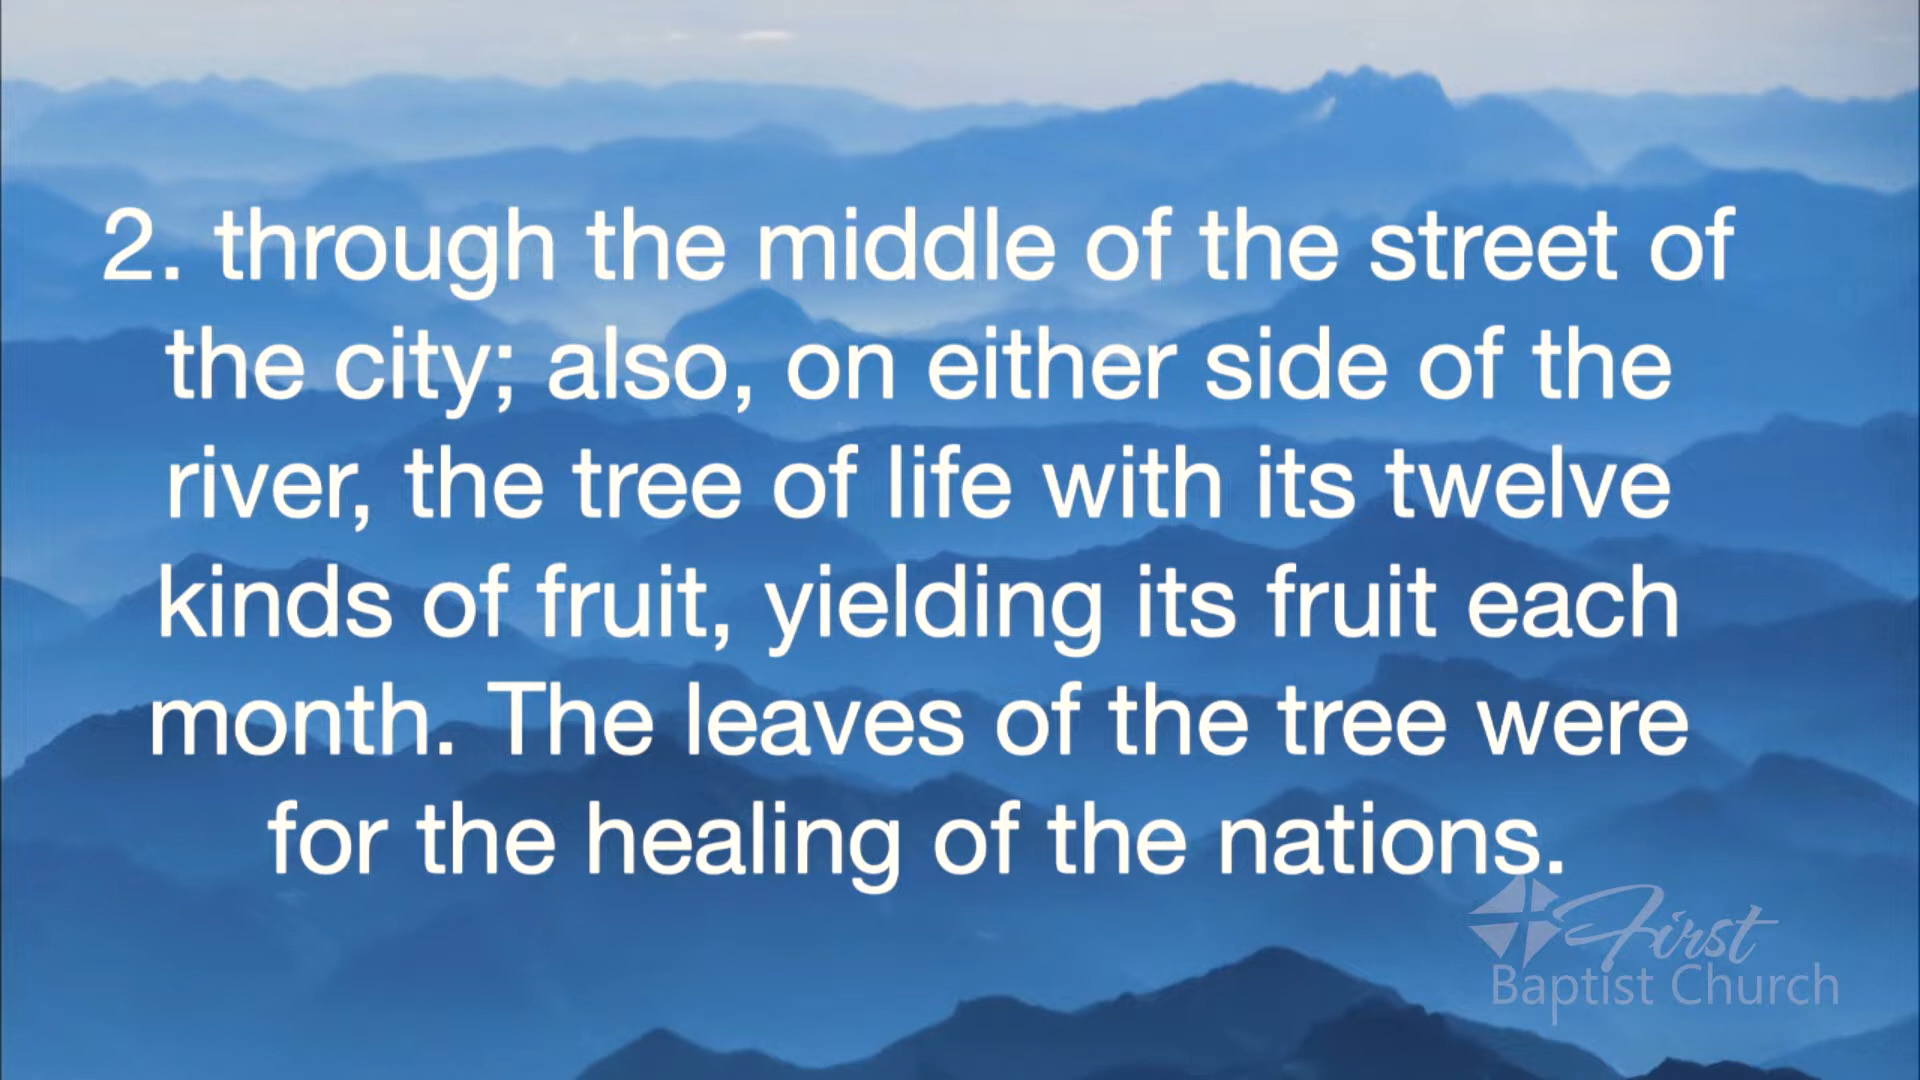 2. through the middle of the street of
the city; also, on either side of the
river, the tree of life with its twelve
kinds of fruit, yielding its fruit each
month. The leaves of the tree were
for the healing of the nations.
First
Baptist Church